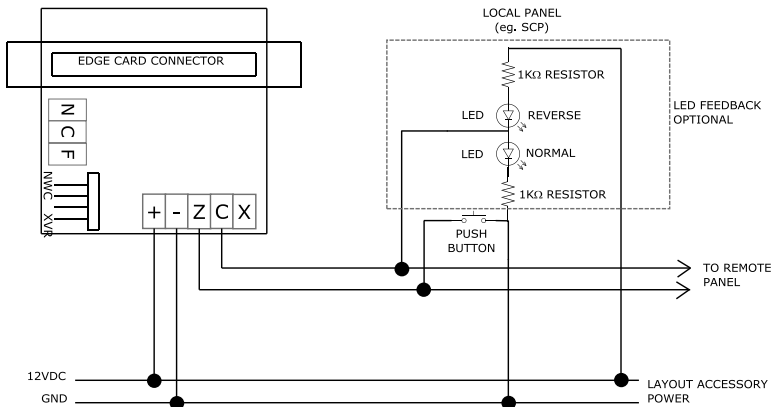 LOCAL PANEL
(eg. SCP)
EDGE CARD CONNECTOR
1KΩ RESISTOR
LED REVERSE
LED FEEDBACK
OPTIONAL
N
C
F
LED NORMAL
NWC
XVR
1KΩ RESISTOR
+ - Z C X
PUSH
BUTTON
TO REMOTE
PANEL
12VDC
GND
LAYOUT ACCESSORY
POWER